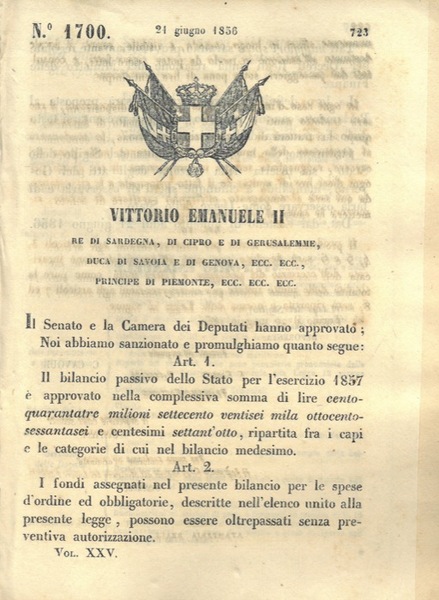 N.º 1700.
21 giugno 1856
723
VITTORIO EMANUELE II
RE DI SARDEGNA, DI CIPRO E DI GERUSALEMME,
DUCA DI SAVOIA E DI GENOVA, ECC. ECC.,
PRINCIPE DI PIEMONTE, ECC. ECC. ECC.
Il Senato e la Camera dei Deputati hanno approvato;
Noi abbiamo sanzionato e promulghiamo quanto segue:
Art. 1.
Il bilancio passivo dello Stato per l'esercizio 1857
è approvato nella complessiva somma di lire cento-
quarantatre milioni settecento ventisei mila ottocento-
sessantasei e centesimi settant'otto, ripartita fra i capi
e le categorie di cui nel bilancio medesimo.
Art. 2.
I fondi assegnati nel presente bilancio per le spese
d'ordine ed obbligatorie, descritte nell'elenco unito alla
presente legge, possono essere oltrepassati senza pre-
ventiva autorizzazione.
VOL. XXV.